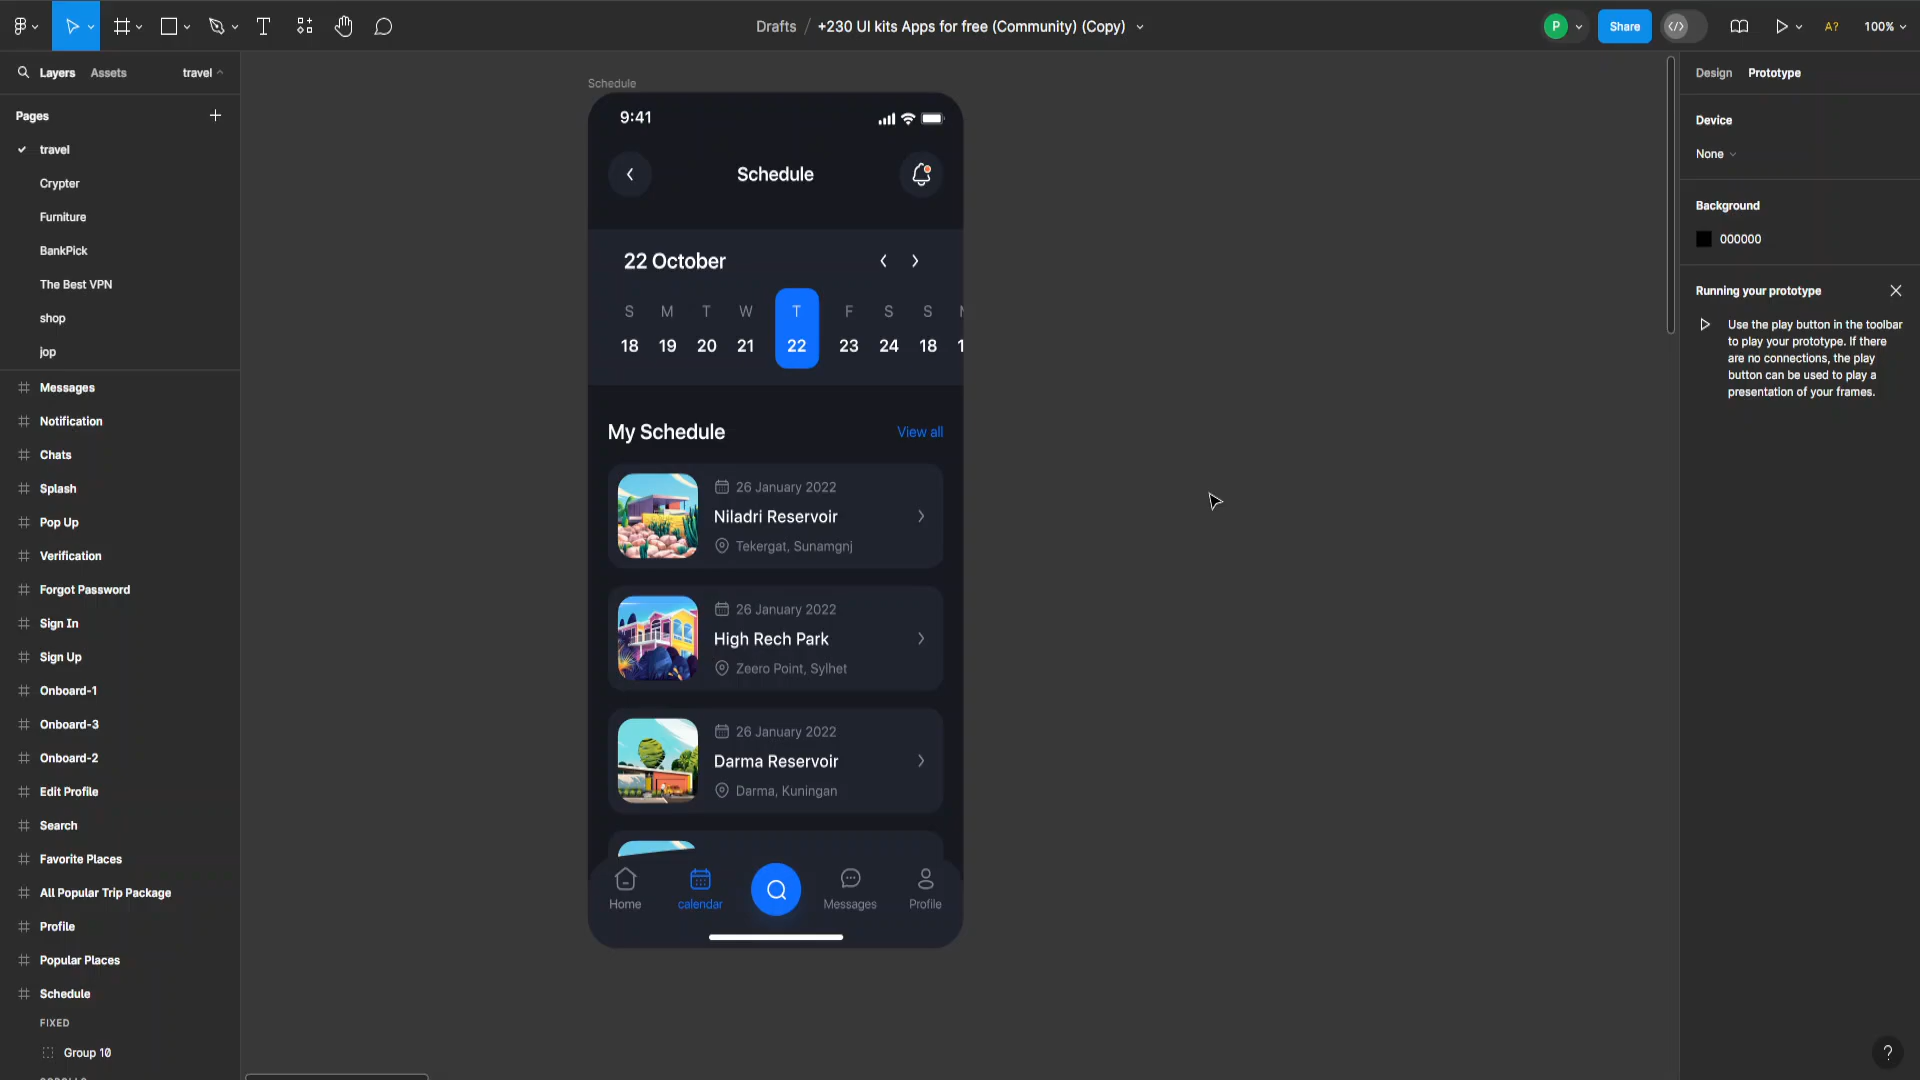 Drafts / +230 UI kits Apps for free (Community) (Copy)
P
Share
A?
100%
Layers
Assets
travel
Pages
travel
Crypter
Furniture
BankPick
The Best VPN
shop
jop
Messages
Notification
Chats
Splash
Pop Up
Verification
Forgot Password
Sign In
Sign Up
Onboard-1
Onboard-3
Onboard-2
Edit Profile
Search
Favorite Places
All Popular Trip Package
Profile
Popular Places
Schedule
FIXED
Group 10
Schedule
9:41
Schedule
22 October
S M T W T F S S
18 19 20 21 22 23 24 18
My Schedule
View all
26 January 2022
Niladri Reservoir
Tekergat, Sunamgnj
26 January 2022
High Rech Park
Zeero Point, Sylhet
26 January 2022
Darma Reservoir
Darma, Kuningan
Home
calendar
Messages
Profile
Design
Prototype
Device
None
Background
000000
Running your prototype
Use the play button in the toolbar
to play your prototype. If there
are no connections, the play
button can be used to play a
presentation of your frames.
?